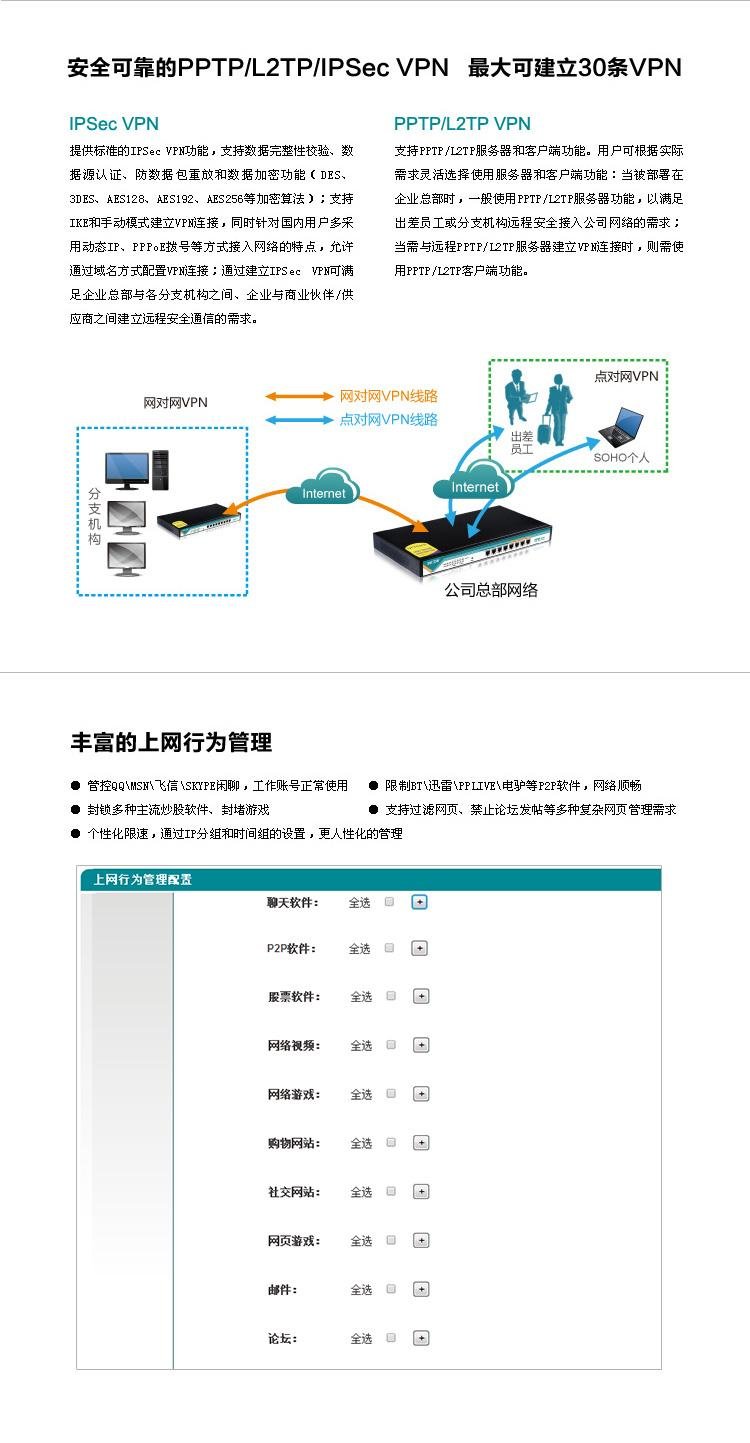 安全可靠的PPTP/L2TP/IPSec VPN 最大可建立30条VPN
IPSec VPN
提供标准的IPSec VPN功能，支持数据完整性校验、数
据源认证、防数据包重放和数据加密功能（DES、
3DES、AES128、AES192、AES256等加密算法）；支持
IKE和手动模式建立VPN连接，同时针对国内用户多采
用动态IP、PPPoE拨号等方式接入网络的特点，允许
通过域名方式配置VPN连接；通过建立IPSec VPN可满
足企业总部与各分支机构之间、企业与商业伙伴/供
应商之间建立远程安全通信的需求。
PPTP/L2TP VPN
支持PPTP/L2TP服务器和客户端功能。用户可根据实际
需求灵活选择使用服务器和客户端功能：当被部署在
企业总部时，一般使用PPTP/L2TP服务器功能，以满足
出差员工或分支机构远程安全接入公司网络的需求；
当需与远程PPTP/L2TP服务器建立VPN连接时，则需使
用PPTP/L2TP客户端功能。
网对网VPN
网对网VPN线路
点对网VPN线路
点对网VPN
出差
员工
SOHO个人
分支机构
Internet
Internet
公司总部网络
丰富的上网行为管理
● 管控QQ\MSN\飞信\SKYPE闲聊，工作账号正常使用
● 限制BT\迅雷\PPLIVE\电驴等P2P软件，网络顺畅
● 封锁多种主流炒股软件、封堵游戏
● 支持过滤网页、禁止论坛发帖等多种复杂网页管理需求
● 个性化限速，通过IP分组和时间组的设置，更人性化的管理
上网行为管理配置
聊天软件： 全选 +
P2P软件： 全选 +
股票软件： 全选 +
网络视频： 全选 +
网络游戏： 全选 +
购物网站： 全选 +
社交网站： 全选 +
网页游戏： 全选 +
邮件： 全选 +
论坛： 全选 +